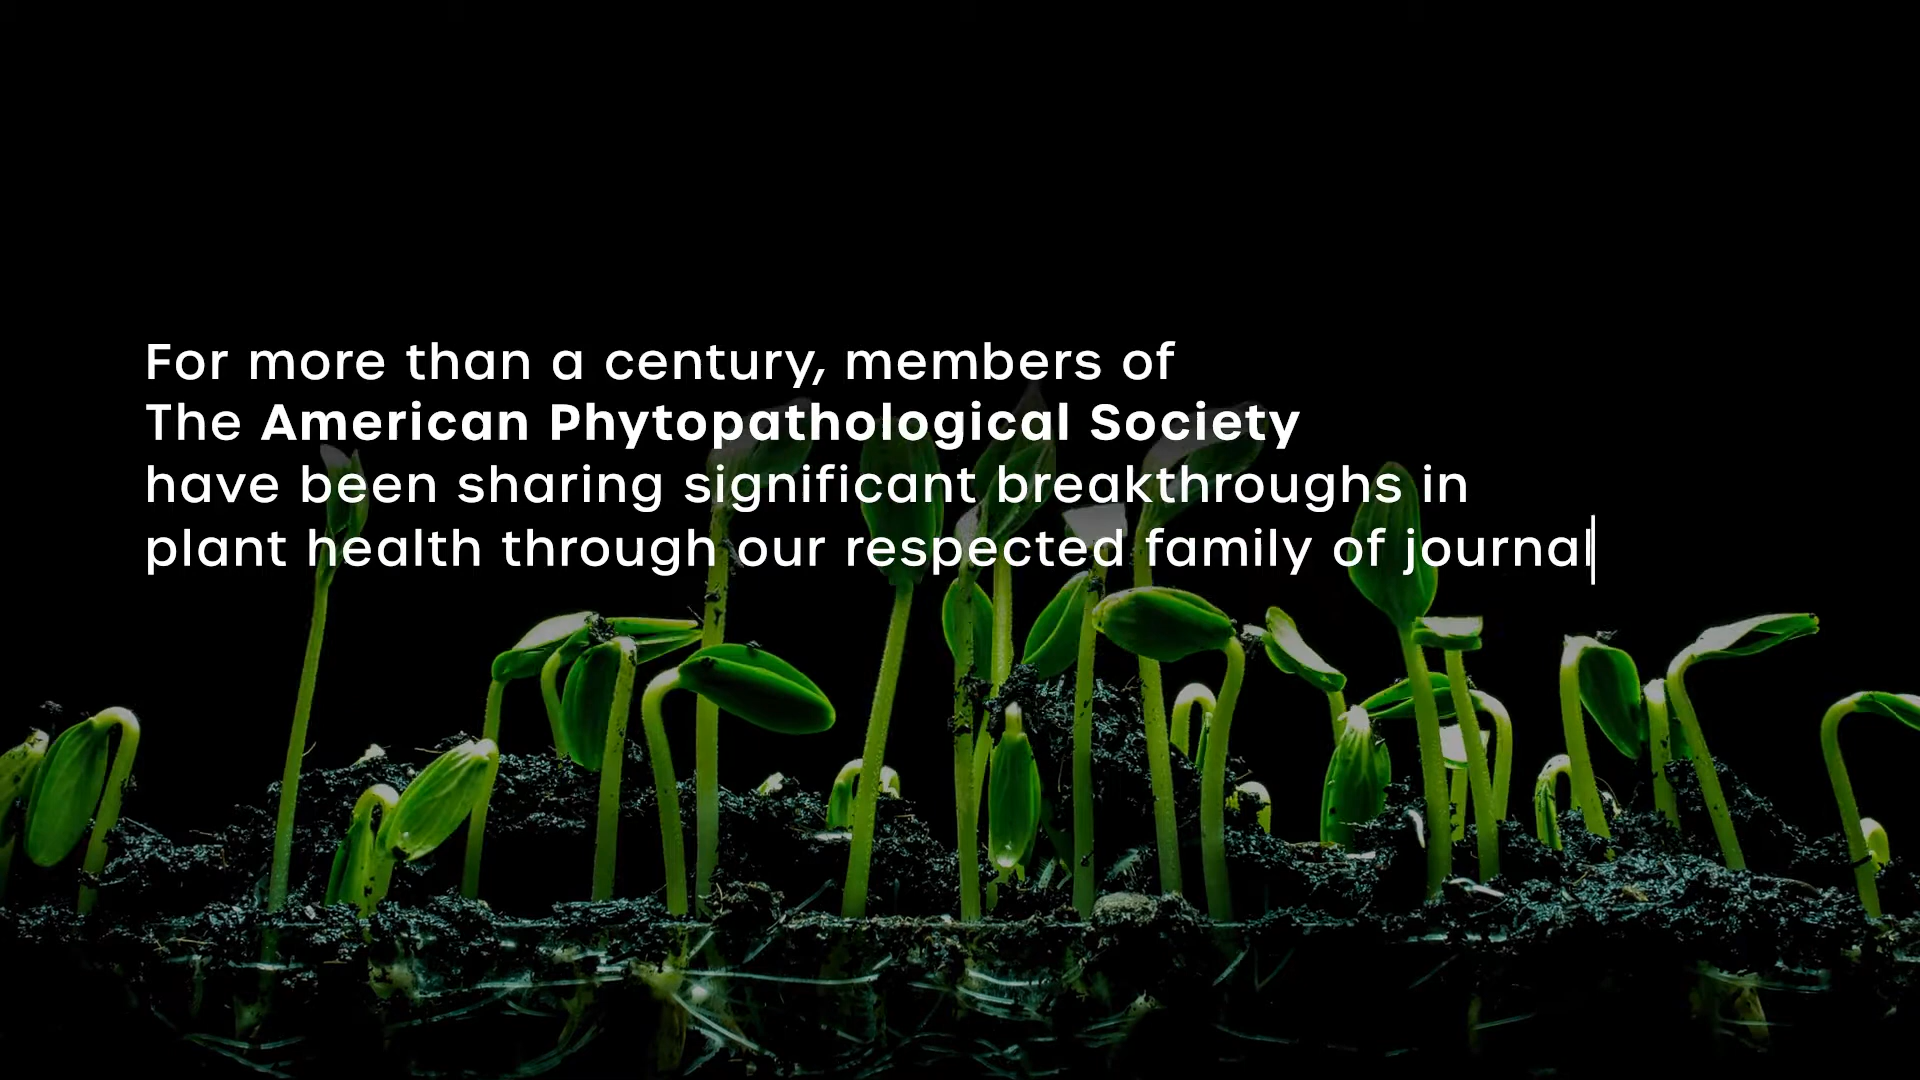 For more than a century, members of
The American Phytopathological Society
have been sharing significant breakthroughs in
plant health through our respected family of journal